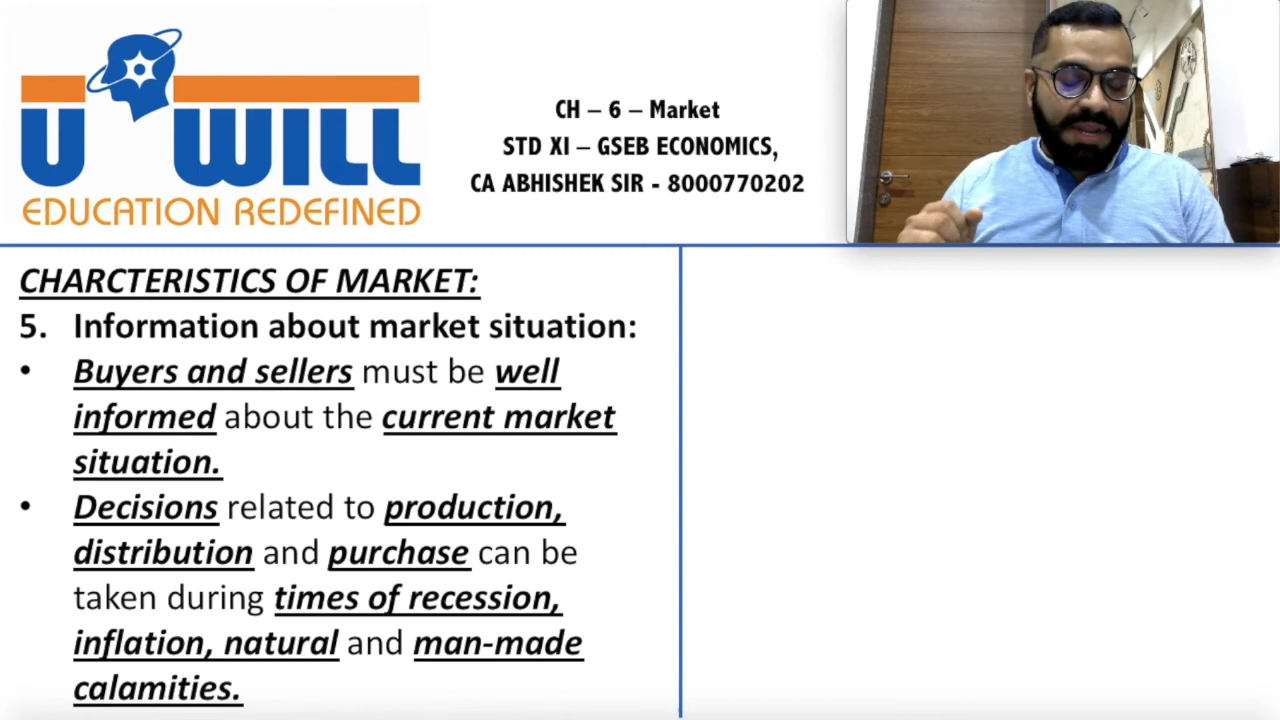 U WILL
EDUCATION REDEFINED
CH – 6 – Market
STD XI – GSEB ECONOMICS,
CA ABHISHEK SIR - 8000770202
CHARCTERISTICS OF MARKET:
5. Information about market situation:
• Buyers and sellers must be well
informed about the current market
situation.
• Decisions related to production,
distribution and purchase can be
taken during times of recession,
inflation, natural and man-made
calamities.